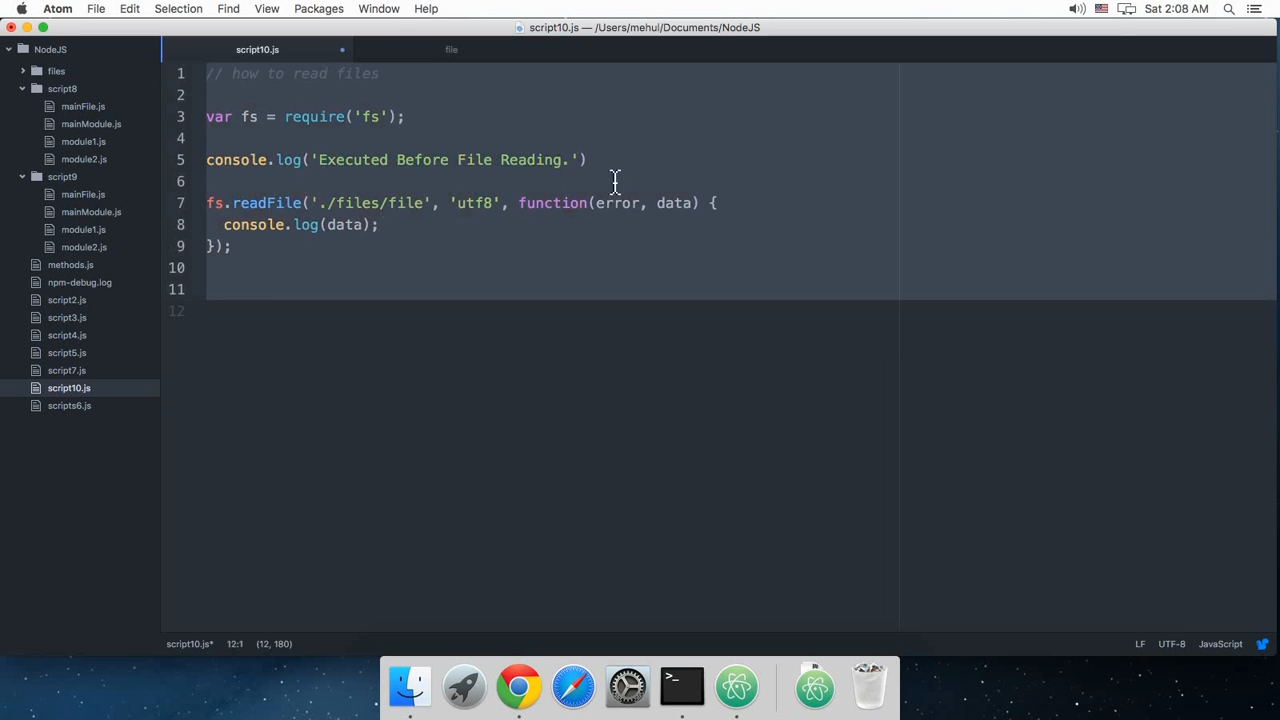 Atom File Edit View Selection Find Packages Window Help Sat 2:08 AM
script10.js — /Users/mehul/Documents/NodeJS
NodeJS
files
script8
mainFile.js
mainModule.js
module1.js
module2.js
script9
mainFile.js
mainModule.js
module1.js
module2.js
methods.js
npm-debug.log
script2.js
script3.js
script4.js
script5.js
script7.js
script10.js
scripts6.js
script10.js file
1 // how to read files
2
3 var fs = require('fs');
4
5 console.log('Executed Before File Reading.')
6
7 fs.readFile('./files/file', 'utf8', function(error, data) {
8 console.log(data);
9 });
10
11
12
script10.js* 12:1 (12, 180) LF UTF-8 JavaScript